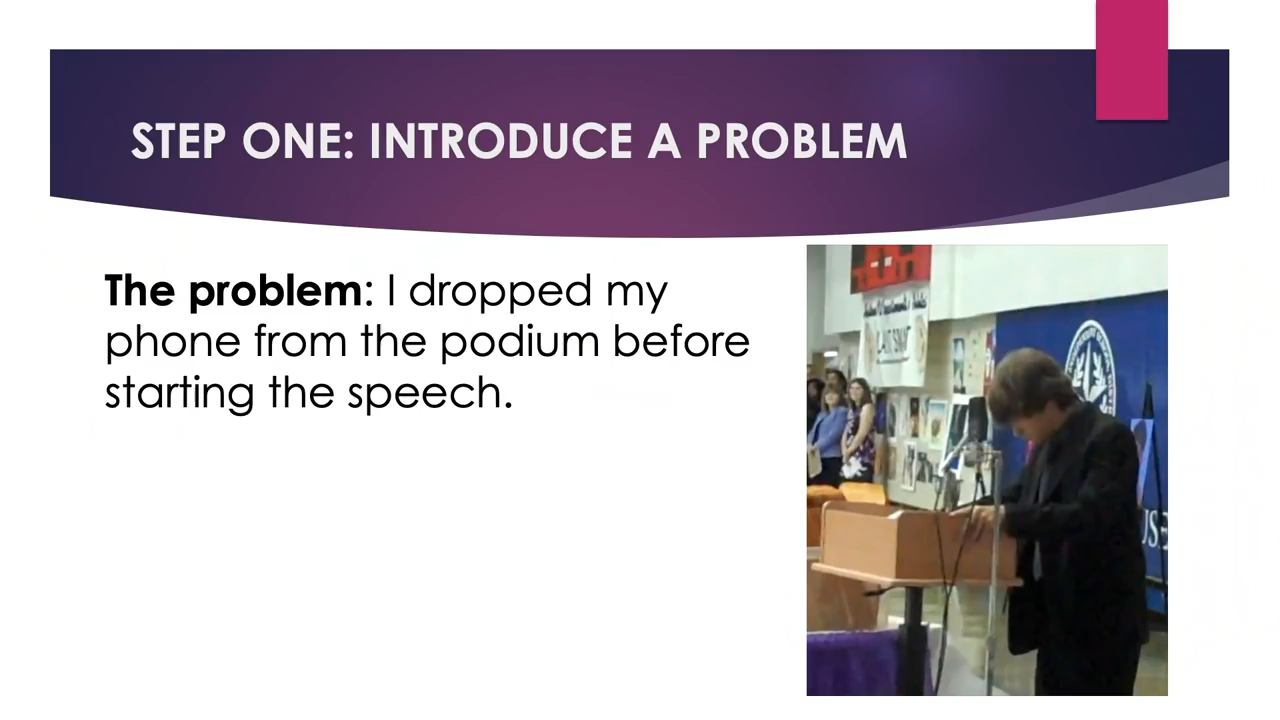 STEP ONE: INTRODUCE A PROBLEM
The problem: I dropped my
phone from the podium before
starting the speech.